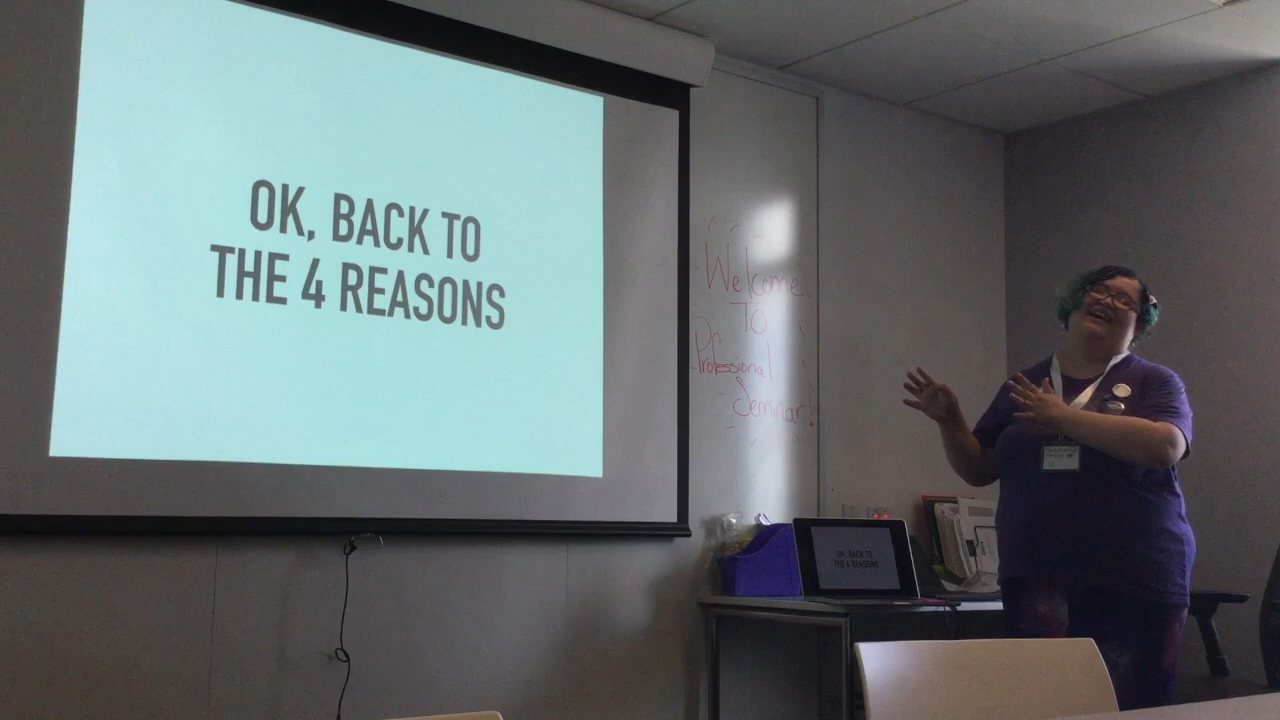 OK, BACK TO
THE 4 REASONS
Welcome
TO
Professional
Seminar!
OK, BACK TO
THE 4 REASONS